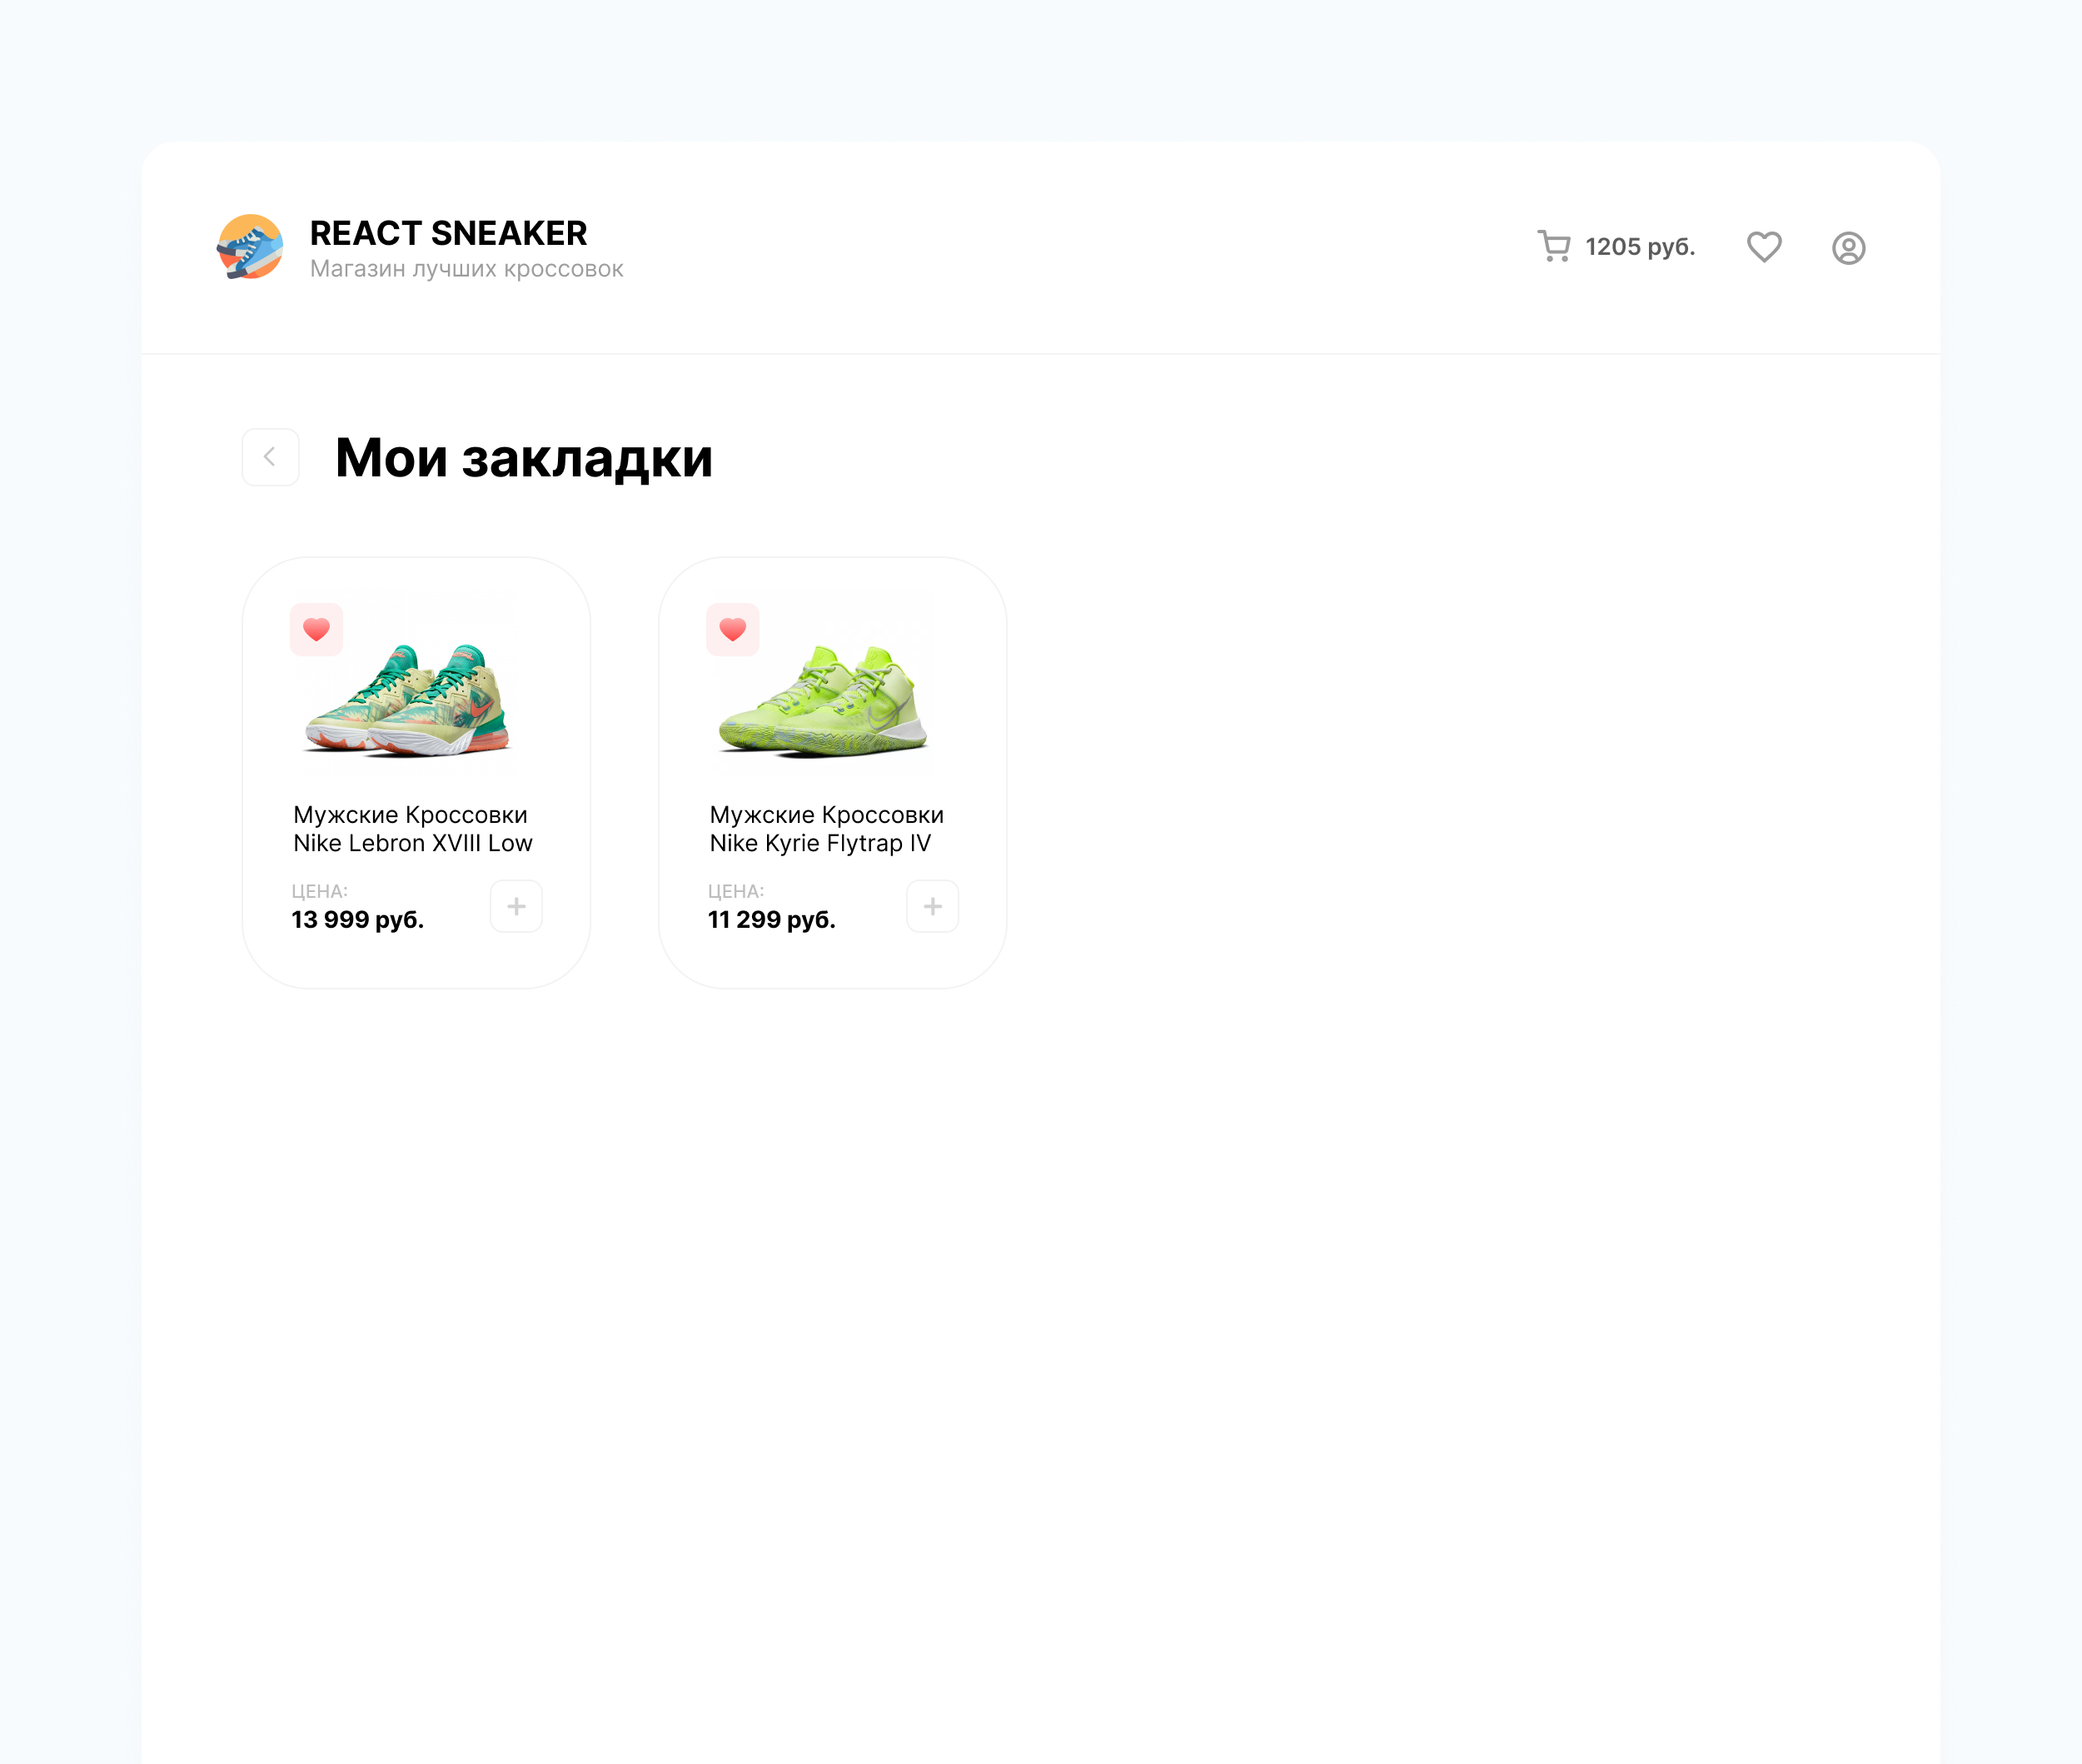 REACT SNEAKER
Магазин лучших кроссовок
1205 руб.
Мои закладки
Мужские Кроссовки
Nike Lebron XVIII Low
ЦЕНА:
13 999 руб.
Мужские Кроссовки
Nike Kyrie Flytrap IV
ЦЕНА:
11 299 руб.